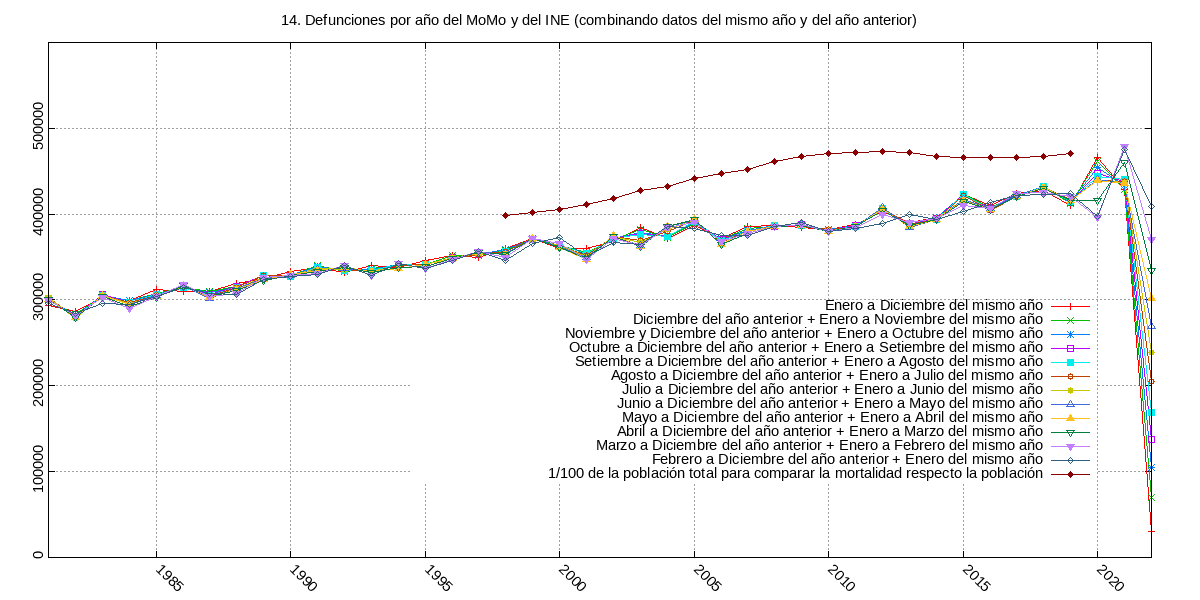 14. Defunciones por año del MoMo y del INE (combinando datos del mismo año y del año anterior)
500000
400000
300000
200000
100000
0
Enero a Diciembre del mismo año
Diciembre del año anterior + Enero a Noviembre del mismo año
Noviembre y Diciembre del año anterior + Enero a Octubre del mismo año
Octubre a Diciembre del año anterior + Enero a Setiembre del mismo año
Setiembre a Diciembre del año anterior + Enero a Agosto del mismo año
Agosto a Diciembre del año anterior + Enero a Julio del mismo año
Julio a Diciembre del año anterior + Enero a Junio del mismo año
Junio a Diciembre del año anterior + Enero a Mayo del mismo año
Mayo a Diciembre del año anterior + Enero a Abril del mismo año
Abril a Diciembre del año anterior + Enero a Marzo del mismo año
Marzo a Diciembre del año anterior + Enero a Febrero del mismo año
Febrero a Diciembre del año anterior + Enero del mismo año
1/100 de la población total para comparar la mortalidad respecto la población
1985 1990 1995 2000 2005 2010 2015 2020